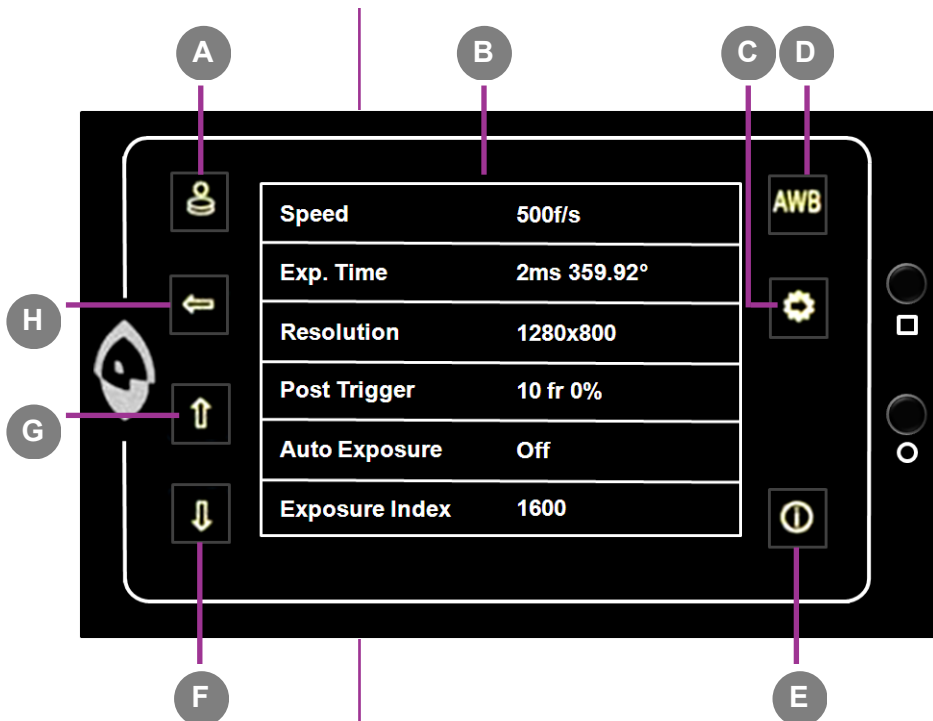 A B C D
AWB
Speed 500f/s
Exp. Time 2ms 359.92°
H
Resolution 1280x800
Post Trigger 10 fr 0%
G
Auto Exposure Off
Exposure Index 1600
F E